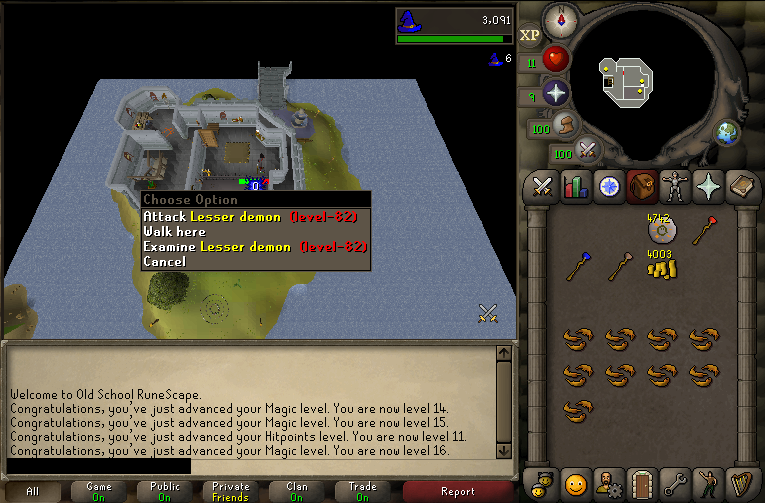 3,091
N
XP
6
11
9
100
100
0
Choose Option
Attack Lesser demon (level-82)
Walk here
Examine Lesser demon (level-82)
Cancel
4742
4003
Welcome to Old School RuneScape.
Congratulations, you've just advanced your Magic level. You are now level 14.
Congratulations, you've just advanced your Magic level. You are now level 15.
Congratulations, you've just advanced your Hitpoints level. You are now level 11.
Congratulations, you've just advanced your Magic level. You are now level 16.
All
Game
On
Public
On
Private
Friends
Clan
On
Trade
On
Report